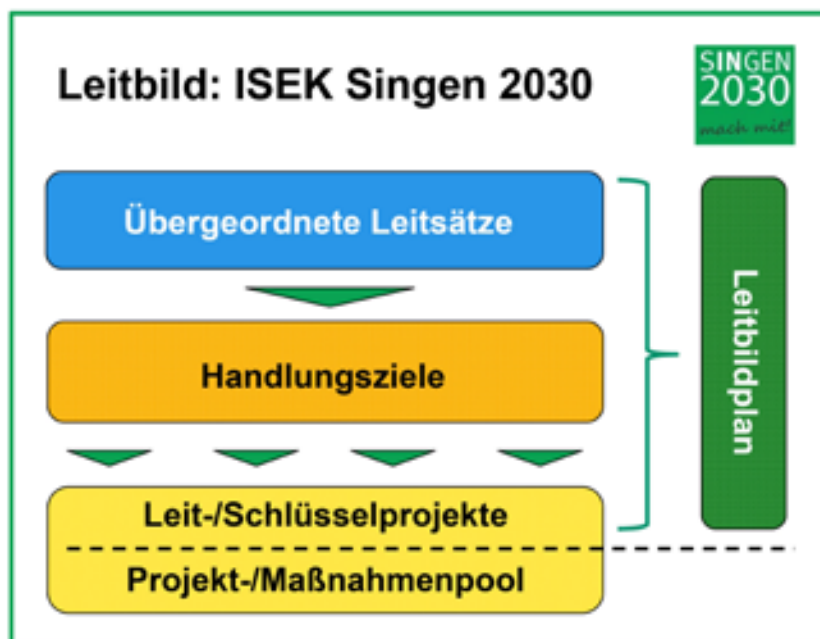 Leitbild: ISEK Singen 2030
SINGEN
2030
mach mit!
Übergeordnete Leitsätze
Handlungsziele
Leit-/Schlüsselprojekte
Projekt-/Maßnahmenpool
Leitbildplan